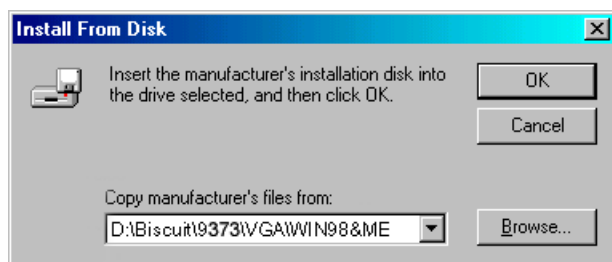 Install From Disk
Insert the manufacturer's installation disk into
the drive selected, and then click OK.
OK
Cancel
Copy manufacturer's files from:
D:\Biscuit\9373\VGA\WIN98&ME
Browse...